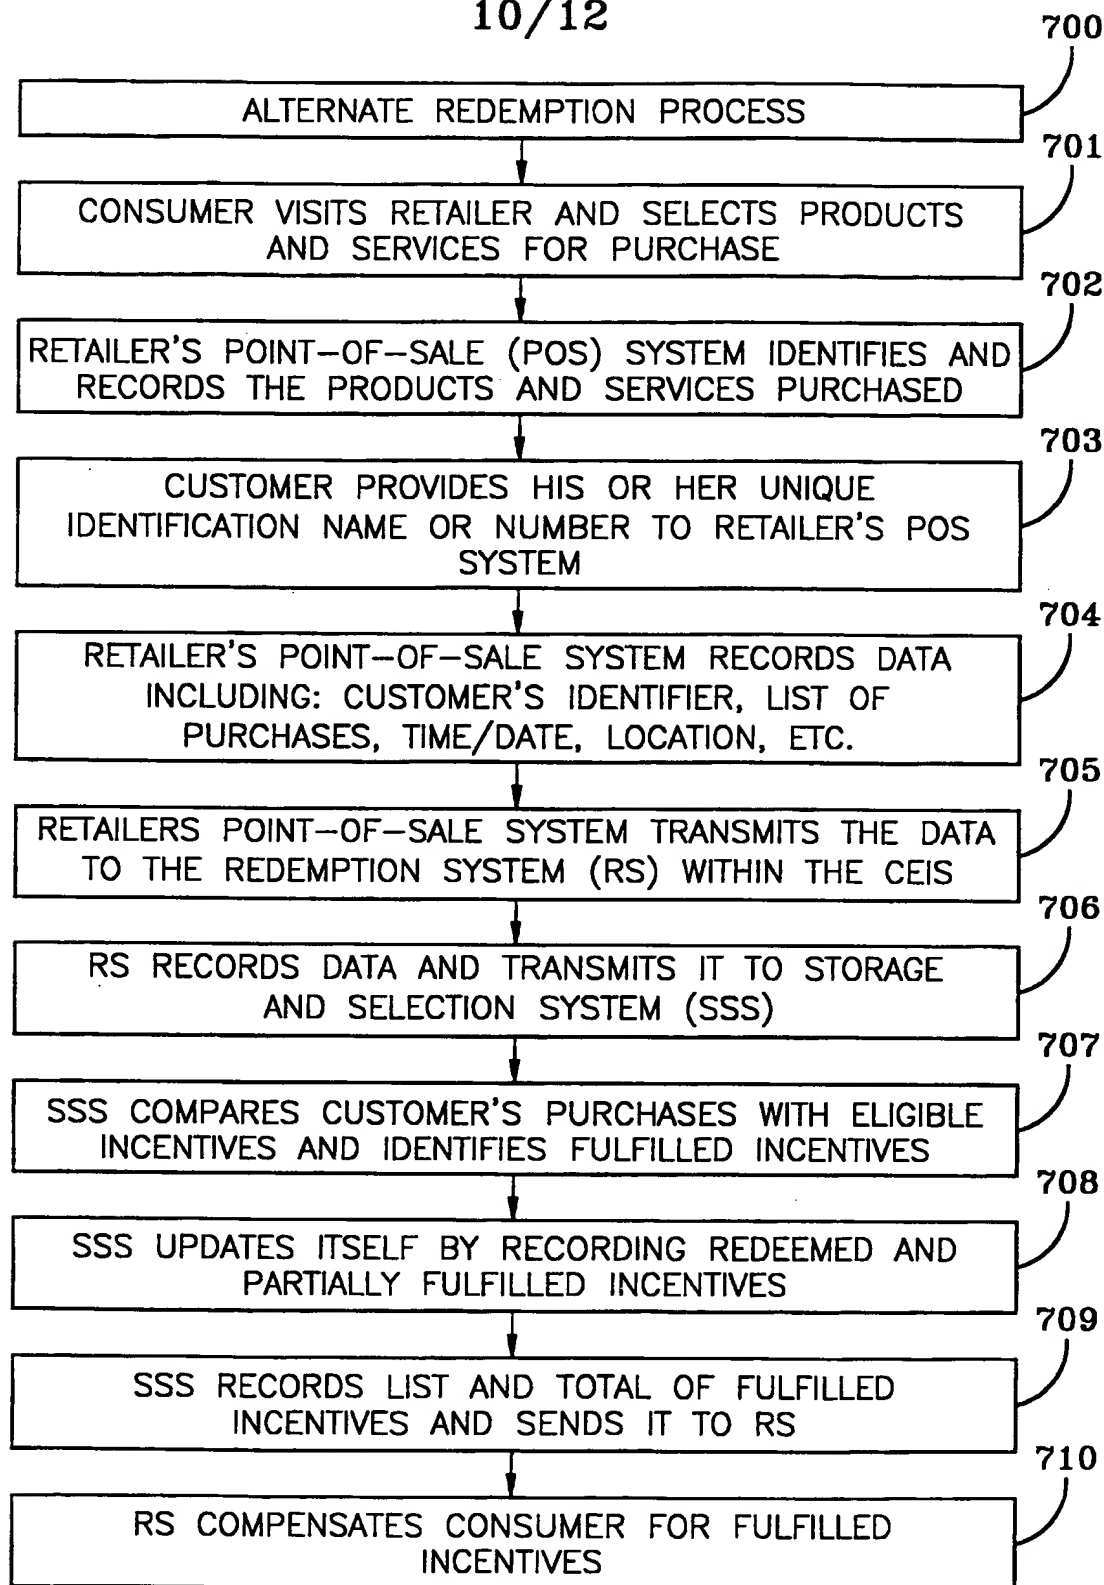 10/12
700
ALTERNATE REDEMPTION PROCESS
701
CONSUMER VISITS RETAILER AND SELECTS PRODUCTS
AND SERVICES FOR PURCHASE
702
RETAILER'S POINT-OF-SALE (POS) SYSTEM IDENTIFIES AND
RECORDS THE PRODUCTS AND SERVICES PURCHASED
703
CUSTOMER PROVIDES HIS OR HER UNIQUE
IDENTIFICATION NAME OR NUMBER TO RETAILER'S POS
SYSTEM
704
RETAILER'S POINT-OF-SALE SYSTEM RECORDS DATA
INCLUDING: CUSTOMER'S IDENTIFIER, LIST OF
PURCHASES, TIME/DATE, LOCATION, ETC.
705
RETAILERS POINT-OF-SALE SYSTEM TRANSMITS THE DATA
TO THE REDEMPTION SYSTEM (RS) WITHIN THE CEIS
706
RS RECORDS DATA AND TRANSMITS IT TO STORAGE
AND SELECTION SYSTEM (SSS)
707
SSS COMPARES CUSTOMER'S PURCHASES WITH ELIGIBLE
INCENTIVES AND IDENTIFIES FULFILLED INCENTIVES
708
SSS UPDATES ITSELF BY RECORDING REDEEMED AND
PARTIALLY FULFILLED INCENTIVES
709
SSS RECORDS LIST AND TOTAL OF FULFILLED
INCENTIVES AND SENDS IT TO RS
710
RS COMPENSATES CONSUMER FOR FULFILLED
INCENTIVES